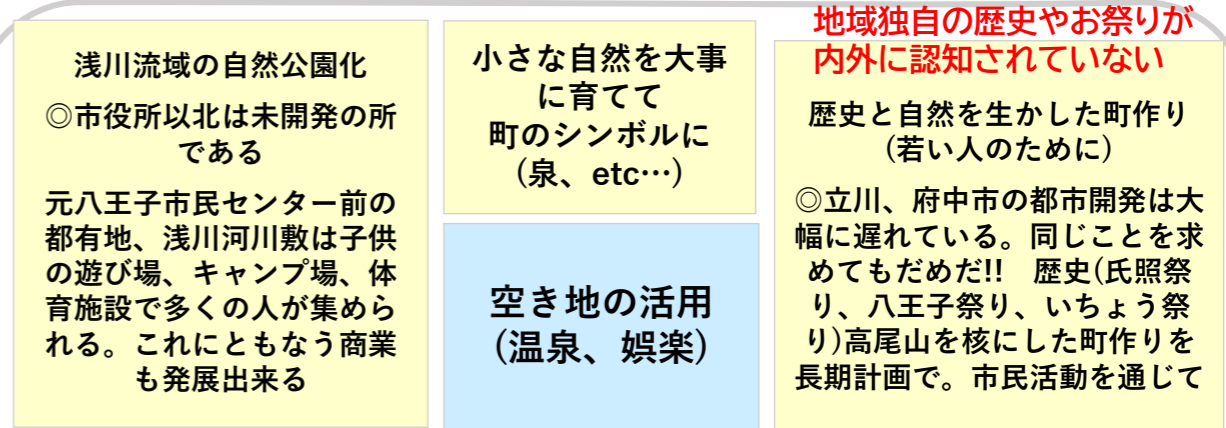 浅川流域の自然公園化
◎市役所以北は未開発の所
である
元八王子市民センター前の
都有地、浅川河川敷は子供
の遊び場、キャンプ場、体
育施設で多くの人が集めら
れる。これにともなう商業
も発展出来る
小さな自然を大事
に育てて
町のシンボルに
(泉、etc…)
空き地の活用
(温泉、娯楽)
地域独自の歴史やお祭りが
内外に認知されていない
歴史と自然を生かした町作り
(若い人のために)
◎立川、府中市の都市開発は大
幅に遅れている。同じことを求
めてもだめだ!! 歴史(氏照祭
り、八王子祭り、いちょう祭
り)高尾山を核にした町作りを
長期計画で。市民活動を通じて